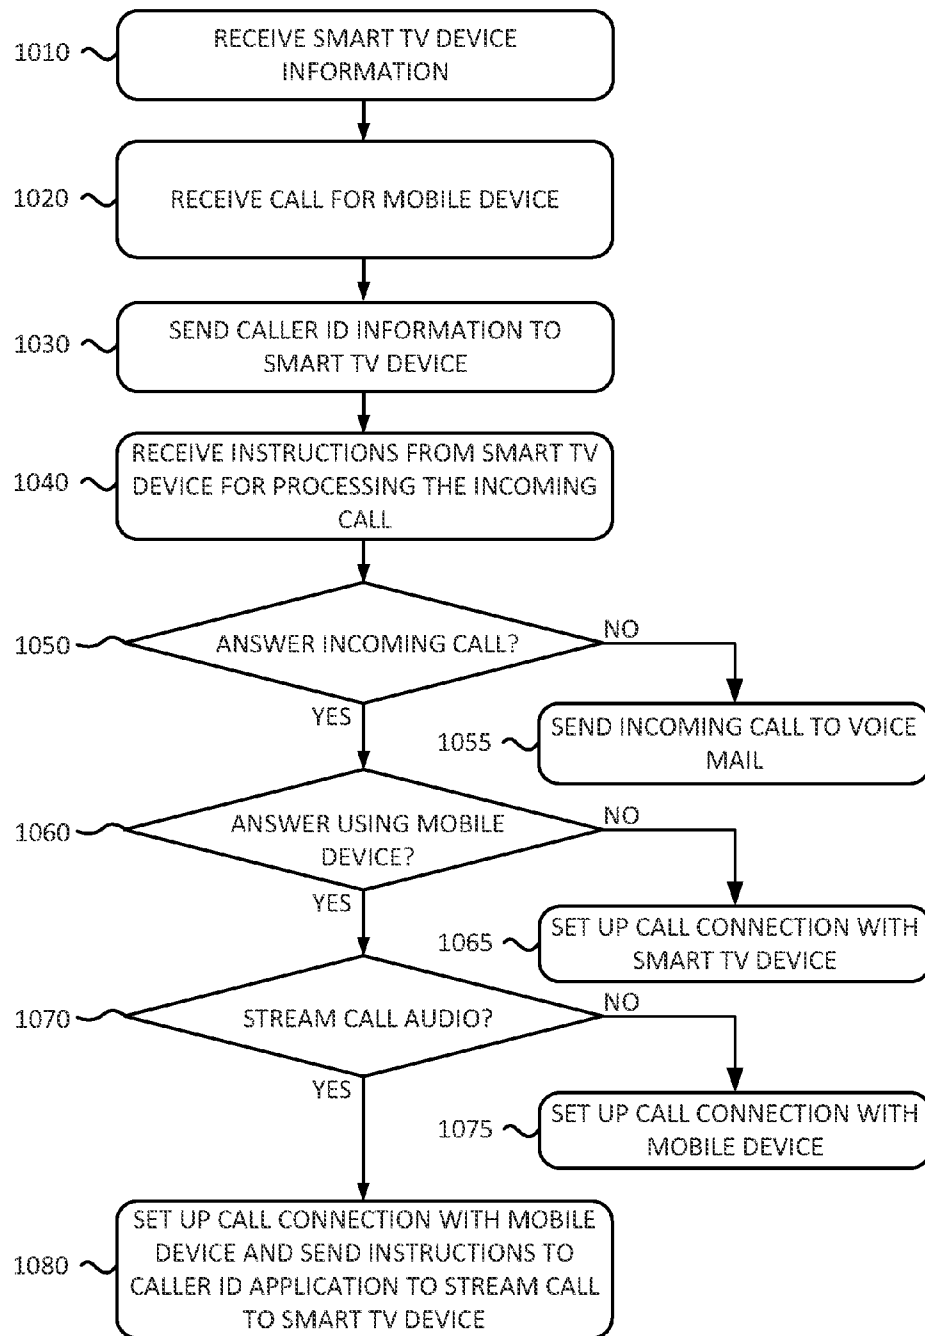 1010
RECEIVE SMART TV DEVICE
INFORMATION
1020
RECEIVE CALL FOR MOBILE DEVICE
1030
SEND CALLER ID INFORMATION TO
SMART TV DEVICE
1040
RECEIVE INSTRUCTIONS FROM SMART TV
DEVICE FOR PROCESSING THE INCOMING
CALL
1050
ANSWER INCOMING CALL?
NO
YES
1055
SEND INCOMING CALL TO VOICE
MAIL
1060
ANSWER USING MOBILE
DEVICE?
NO
YES
1065
SET UP CALL CONNECTION WITH
SMART TV DEVICE
1070
STREAM CALL AUDIO?
NO
YES
1075
SET UP CALL CONNECTION WITH
MOBILE DEVICE
1080
SET UP CALL CONNECTION WITH MOBILE
DEVICE AND SEND INSTRUCTIONS TO
CALLER ID APPLICATION TO STREAM CALL
TO SMART TV DEVICE